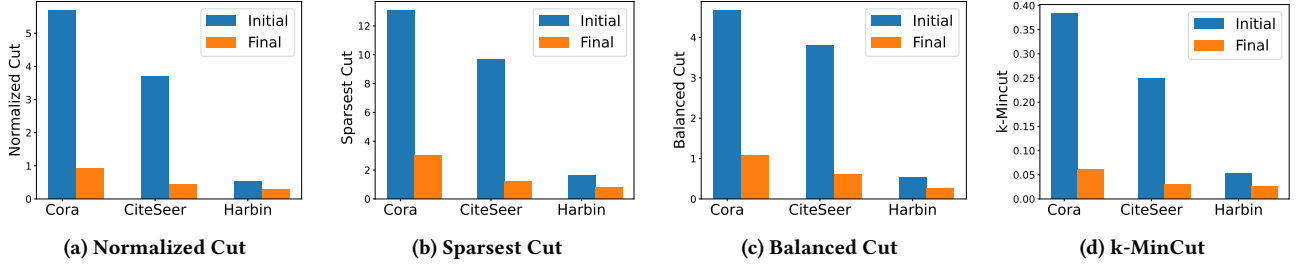 Normalized Cut
5
4
3
2
1
0
Initial
Final
Cora CiteSeer Harbin
(a) Normalized Cut
Sparsest Cut
12
10
8
6
4
2
0
Initial
Final
Cora CiteSeer Harbin
(b) Sparsest Cut
Balanced Cut
4
3
2
1
0
Initial
Final
Cora CiteSeer Harbin
(c) Balanced Cut
k-Mincut
0.40
0.35
0.30
0.25
0.20
0.15
0.10
0.05
0.00
Initial
Final
Cora CiteSeer Harbin
(d) k-MinCut